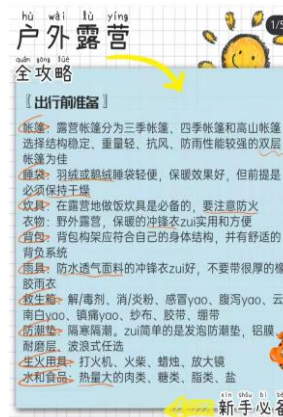 hù wài lù yíng
户外露营
1/5
quán gōng lüè
全攻略
〖出行前准备〗
帐篷：露营帐篷分为三季帐篷、四季帐篷和高山帐篷
选择结构稳定、重量轻、抗风、防雨性能较强的双层
帐篷为佳
睡袋：羽绒或鹅绒睡袋轻便，保暖效果好，但前提是
必须保持干燥
炊具：在露营地做饭炊具是必备的，要注意防火
衣物：野外露营，保暖的冲锋衣zui实用和方便
背包：背包构架应符合自己的身体结构，并有舒适的
背负系统
雨具：防水透气面料的冲锋衣zui好，不要带很厚的橡
胶雨衣
救生箱：解/毒剂、消/炎粉、感冒yao、腹泻yao、云
南白yao、镇痛yao、纱布、胶带、绷带
防潮垫：隔寒隔潮。zui简单的是发泡防潮垫，铝膜
耐磨层、波浪式任选
生火用具：打火机、火柴、蜡烛、放大镜
水和食品：热量大的肉类、糖类、脂类、盐
xīn shǒu bì bèi
新手必备